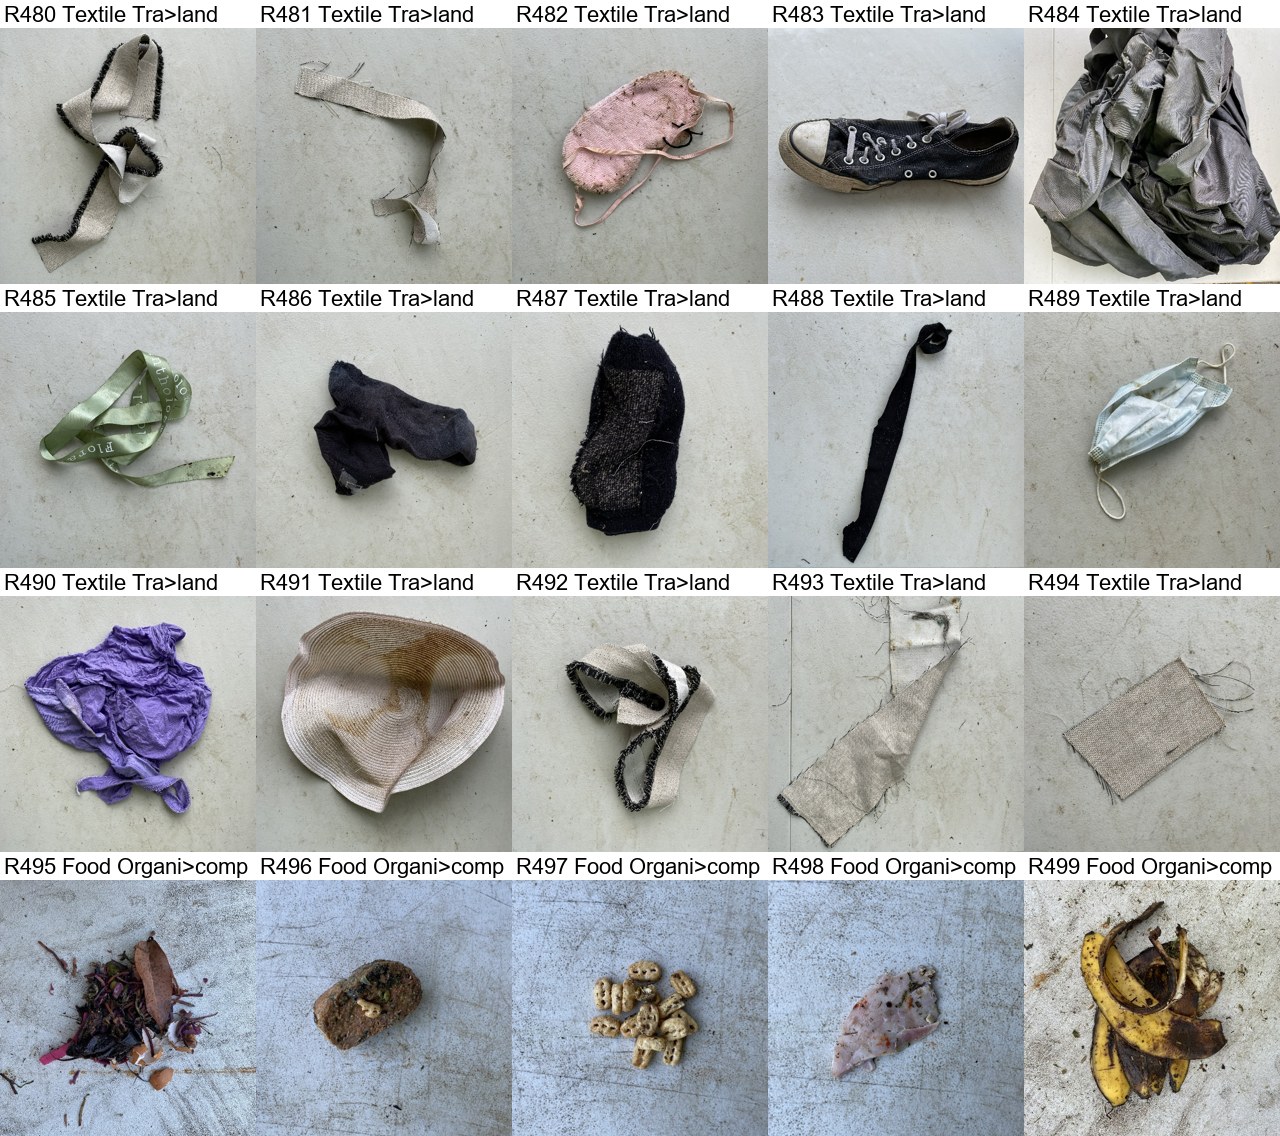 R480 Textile Tra>land
R481 Textile Tra>land
R482 Textile Tra>land
R483 Textile Tra>land
R484 Textile Tra>land
R485 Textile Tra>land
R486 Textile Tra>land
R487 Textile Tra>land
R488 Textile Tra>land
R489 Textile Tra>land
R490 Textile Tra>land
R491 Textile Tra>land
R492 Textile Tra>land
R493 Textile Tra>land
R494 Textile Tra>land
R495 Food Organi>comp
R496 Food Organi>comp
R497 Food Organi>comp
R498 Food Organi>comp
R499 Food Organi>comp